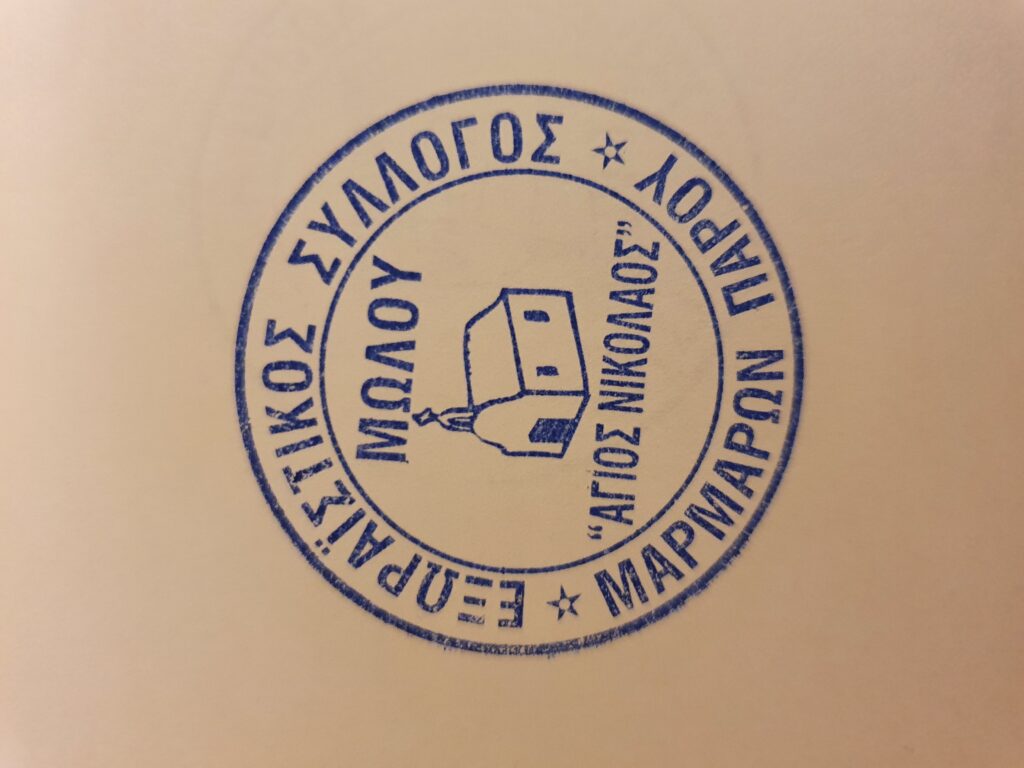 ΕΞΩΡΑΪΣΤΙΚΟΣ ΣΥΛΛΟΓΟΣ
ΜΩΛΟΥ
“ΑΓΙΟΣ ΝΙΚΟΛΑΟΣ”
ΜΑΡΜΑΡΩΝ ΠΑΡΟΥ